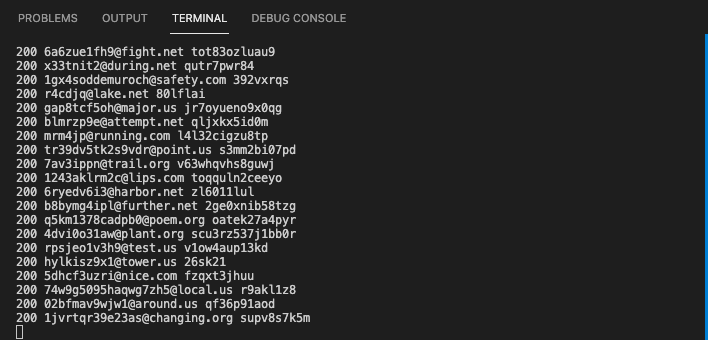 PROBLEMS OUTPUT TERMINAL DEBUG CONSOLE
200 6a6zue1fh9@fight.net tot83ozluau9
200 x33tnit2@during.net qutr7pwr84
200 1gx4soddemuroch@safety.com 392vxrqs
200 r4cdjq@lake.net 80lflai
200 gap8tcf5oh@major.us jr7oyueno9x0qg
200 blmrzp9e@attempt.net qljxkx5id0m
200 mrm4jp@running.com l4l32cigzu8tp
200 tr39dv5tk2s9vdr@point.us s3mm2bi07pd
200 7av3ippn@trail.org v63whqvhs8guwj
200 1243aklrm2c@lips.com toqquln2ceeyo
200 6ryedv6i3@harbor.net zl6011lul
200 b8bymg4ipl@further.net 2ge0xnib58tzg
200 q5km1378cadpb0@poem.org oatek27a4pyr
200 4dvi0o31aw@plant.org scu3rz537j1bb0r
200 rpsjeo1v3h9@test.us v1ow4aup13kd
200 hylkisz9x1@tower.us 26sk21
200 5dhcf3uzri@nice.com fzqxt3jhuu
200 74w9g5095haqwg7zh5@local.us r9akl1z8
200 02bfmav9wjw1@around.us qf36p91aod
200 1jvrtqr39e23as@changing.org supv8s7k5m